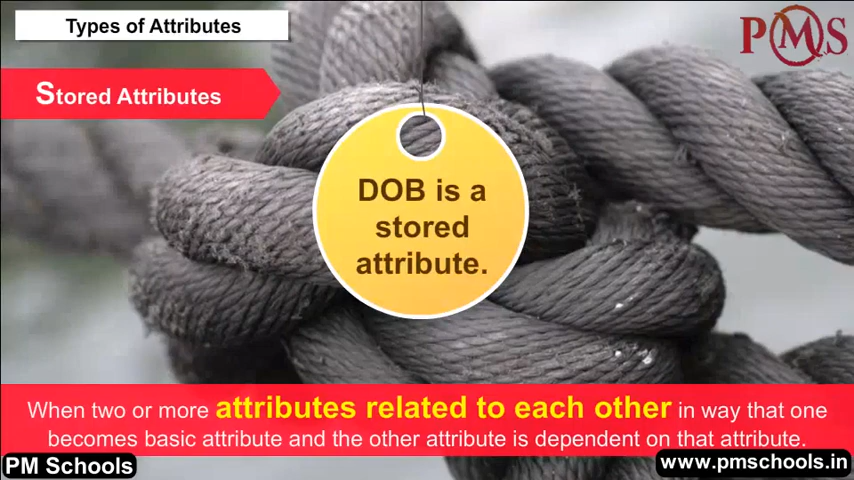 Types of Attributes
PMS
Stored Attributes
DOB is a
stored
attribute.
When two or more attributes related to each other in way that one
becomes basic attribute and the other attribute is dependent on that attribute.
PM Schools
www.pmschools.in